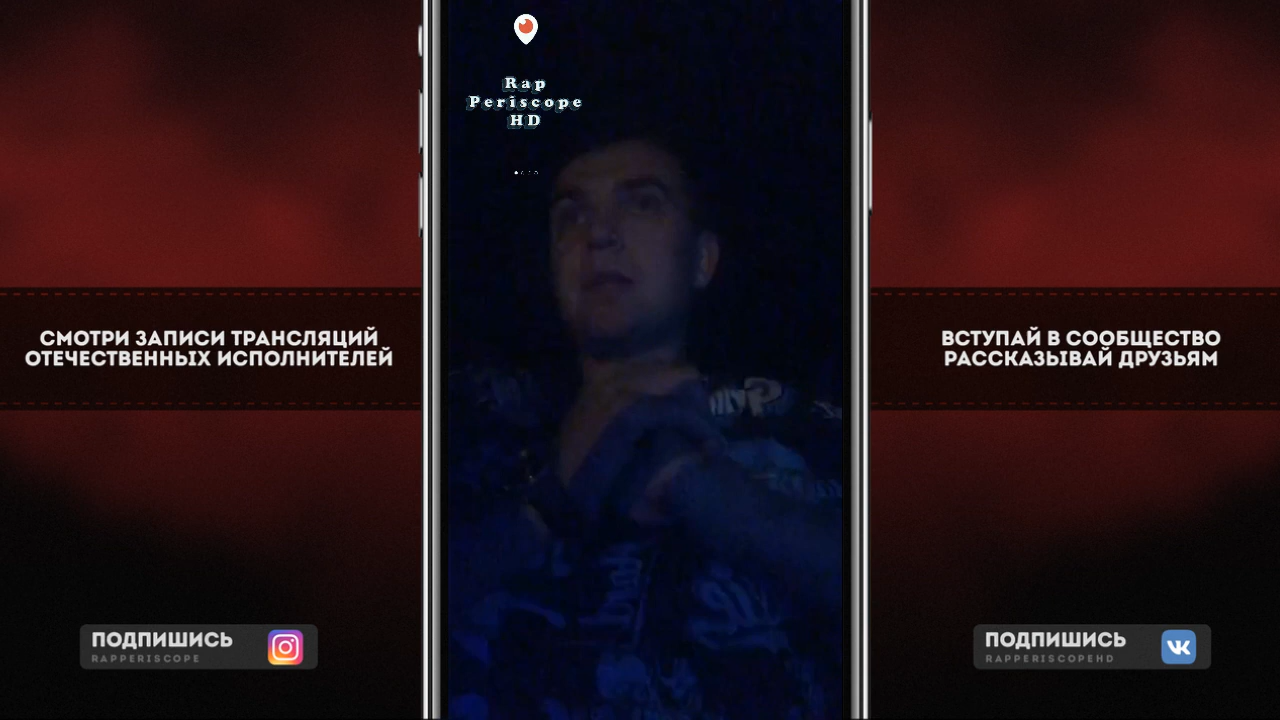 Rap
Periscope
HD
СМОТРИ ЗАПИСИ ТРАНСЛЯЦИЙ
ОТЕЧЕСТВЕННЫХ ИСПОЛНИТЕЛЕЙ
ВСТУПАЙ В СООБЩЕСТВО
РАССКАЗЫВАЙ ДРУЗЬЯМ
ПОДПИШИСЬ
RAPPERISCOPE
ПОДПИШИСЬ
RAPPERISCOPEHD